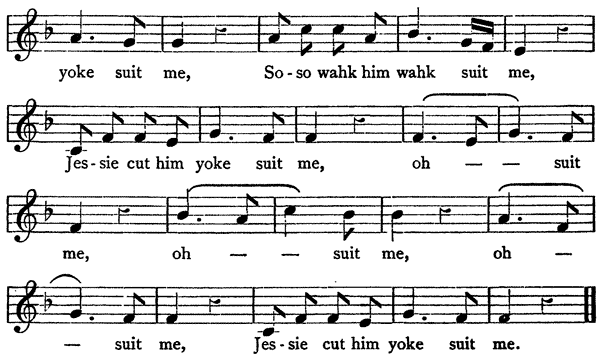 yoke suit me, So-so wahk him wahk suit me,
Jes-sie cut him yoke suit me, oh — — suit
me, oh — — suit me, oh —
— suit me, Jes-sie cut him yoke suit me.